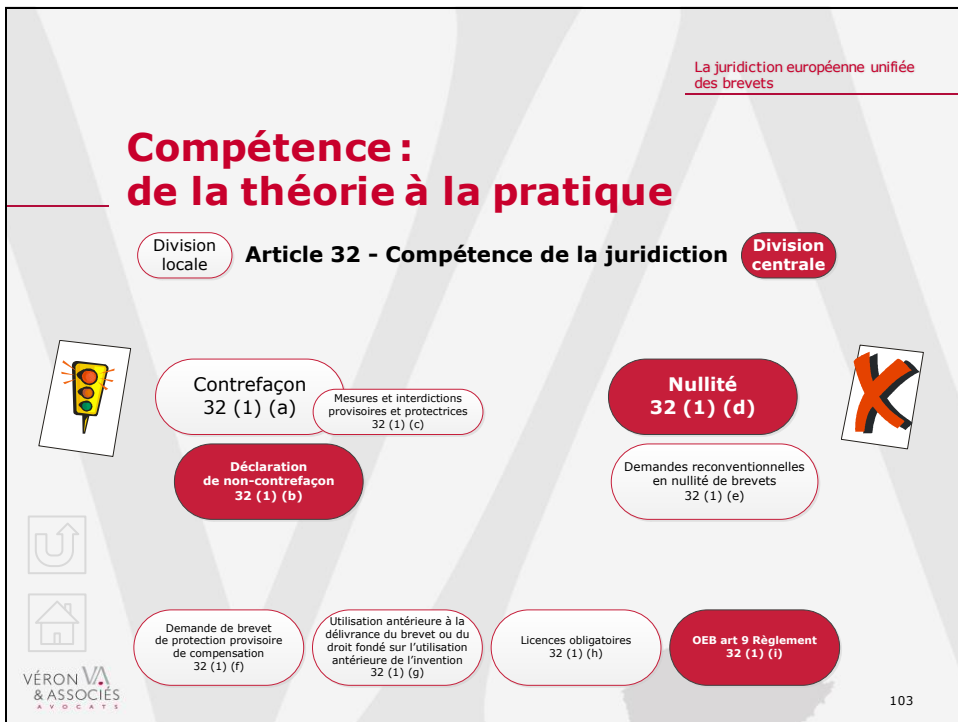 La juridiction européenne unifiée
des brevets
Compétence :
de la théorie à la pratique
Division
locale
Article 32 - Compétence de la juridiction
Division
centrale
Contrefaçon
32 (1) (a)
Mesures et interdictions
provisoires et protectrices
32 (1) (c)
Nullité
32 (1) (d)
Déclaration
de non-contrefaçon
32 (1) (b)
Demandes reconventionnelles
en nullité de brevets
32 (1) (e)
Demande de brevet
de protection provisoire
de compensation
32 (1) (f)
Utilisation antérieure à la
délivrance du brevet ou du
droit fondé sur l'utilisation
antérieure de l'invention
32 (1) (g)
Licences obligatoires
32 (1) (h)
OEB art 9 Règlement
32 (1) (i)
VÉRON VA
& ASSOCIÉS
AVOCATS
103